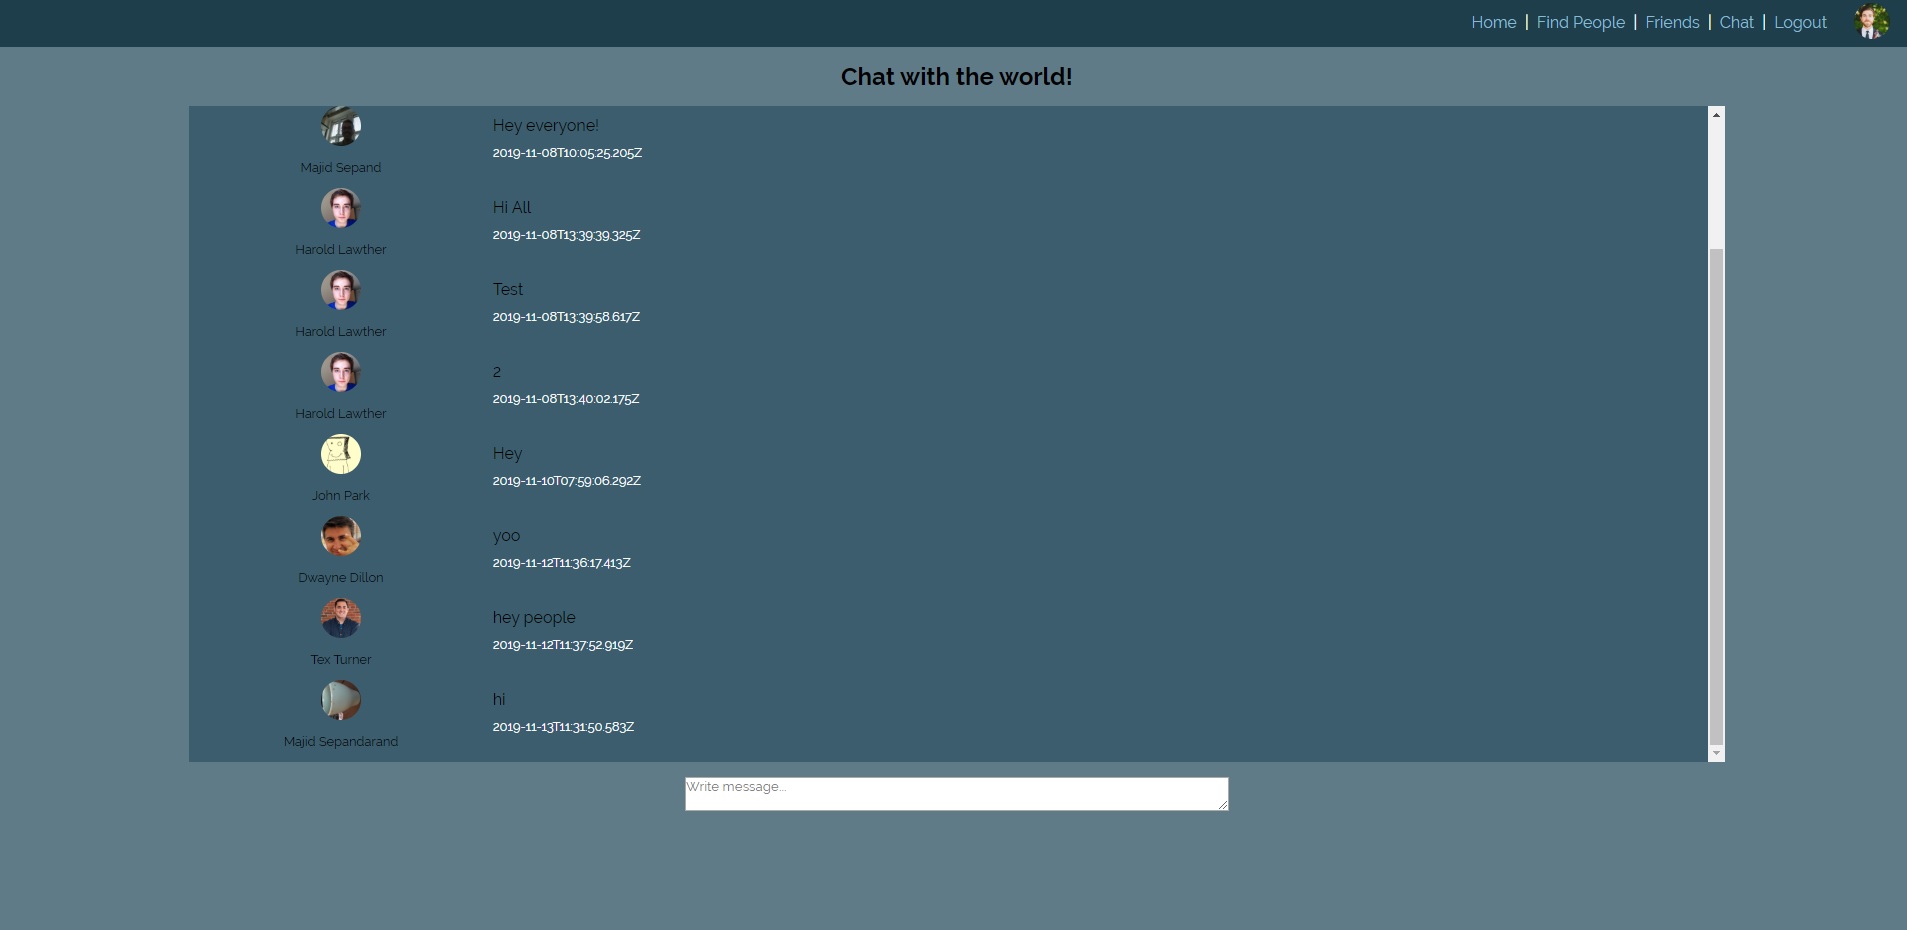 Home | Find People | Friends | Chat | Logout
Chat with the world!
Hey everyone!
2019-11-08T10:05:25.205Z
Majid Sepand
Hi All
2019-11-08T13:39:39.325Z
Harold Lawther
Test
2019-11-08T13:39:58.617Z
Harold Lawther
2
2019-11-08T13:40:02.175Z
Harold Lawther
Hey
2019-11-10T07:59:06.292Z
John Park
yoo
2019-11-12T11:36:17.413Z
Dwayne Dillon
hey people
2019-11-12T11:37:52.919Z
Tex Turner
hi
2019-11-13T11:31:50.583Z
Majid Sepandarand
Write message...